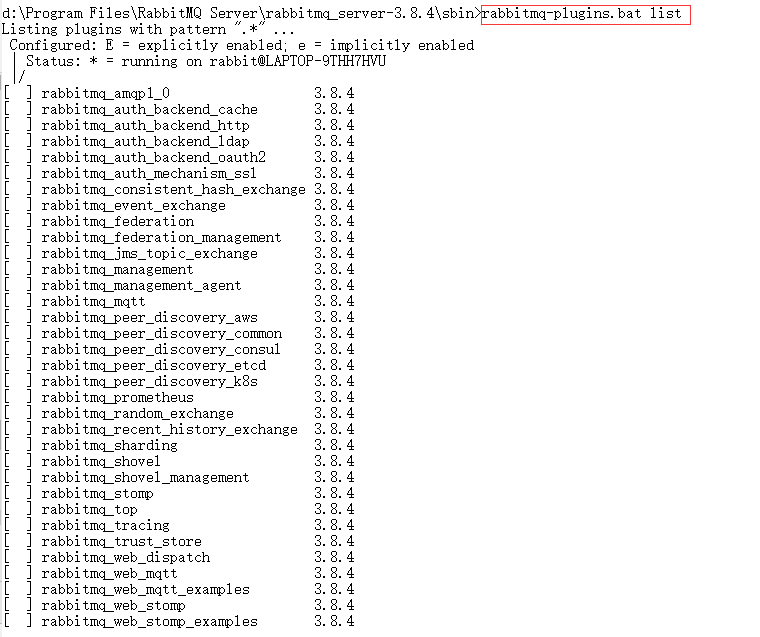 d:\Program Files\RabbitMQ Server\rabbitmq_server-3.8.4\sbin>rabbitmq-plugins.bat list
Listing plugins with pattern ".*" ...
 Configured: E = explicitly enabled; e = implicitly enabled
 | Status: * = running on rabbit@LAPTOP-9THH7HVU
 |/
[  ] rabbitmq_amqp1_0                  3.8.4
[  ] rabbitmq_auth_backend_cache       3.8.4
[  ] rabbitmq_auth_backend_http        3.8.4
[  ] rabbitmq_auth_backend_ldap        3.8.4
[  ] rabbitmq_auth_backend_oauth2      3.8.4
[  ] rabbitmq_auth_mechanism_ssl       3.8.4
[  ] rabbitmq_consistent_hash_exchange 3.8.4
[  ] rabbitmq_event_exchange           3.8.4
[  ] rabbitmq_federation               3.8.4
[  ] rabbitmq_federation_management    3.8.4
[  ] rabbitmq_jms_topic_exchange       3.8.4
[  ] rabbitmq_management               3.8.4
[  ] rabbitmq_management_agent         3.8.4
[  ] rabbitmq_mqtt                     3.8.4
[  ] rabbitmq_peer_discovery_aws       3.8.4
[  ] rabbitmq_peer_discovery_common    3.8.4
[  ] rabbitmq_peer_discovery_consul    3.8.4
[  ] rabbitmq_peer_discovery_etcd      3.8.4
[  ] rabbitmq_peer_discovery_k8s       3.8.4
[  ] rabbitmq_prometheus               3.8.4
[  ] rabbitmq_random_exchange          3.8.4
[  ] rabbitmq_recent_history_exchange  3.8.4
[  ] rabbitmq_sharding                 3.8.4
[  ] rabbitmq_shovel                   3.8.4
[  ] rabbitmq_shovel_management        3.8.4
[  ] rabbitmq_stomp                    3.8.4
[  ] rabbitmq_top                      3.8.4
[  ] rabbitmq_tracing                  3.8.4
[  ] rabbitmq_trust_store              3.8.4
[  ] rabbitmq_web_dispatch             3.8.4
[  ] rabbitmq_web_mqtt                 3.8.4
[  ] rabbitmq_web_mqtt_examples        3.8.4
[  ] rabbitmq_web_stomp                3.8.4
[  ] rabbitmq_web_stomp_examples       3.8.4